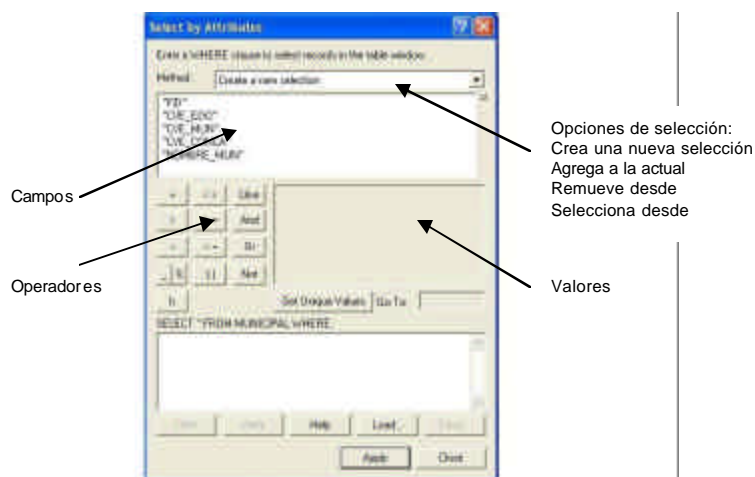 Select by Attributes
Enter a WHERE clause to select records in the table window.
Method: Create a new selection
"FID"
"CVE_EDO"
"CVE_MUN"
"NOMBRE_MUN"
Opciones de selección:
Crea una nueva selección
Agrega a la actual
Remueve desde
Selecciona desde
Campos
Like
And
Or
Not
Operadores
Valores
Get Unique Values Go To:
SELECT * FROM MUNICIPAL WHERE:
Help Load...
Apply Close